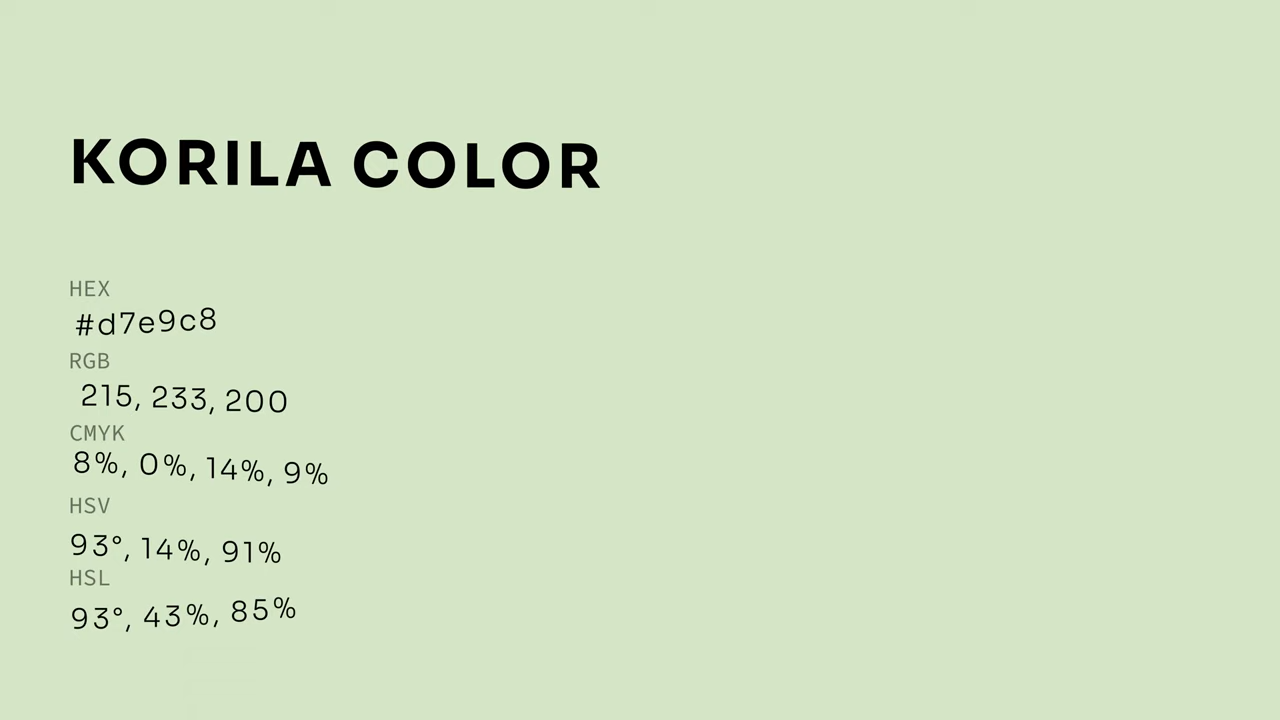 KORILA COLOR
HEX
#d7e9c8
RGB
215, 233, 200
CMYK
8%, 0%, 14%, 9%
HSV
93°, 14%, 91%
HSL
93°, 43%, 85%